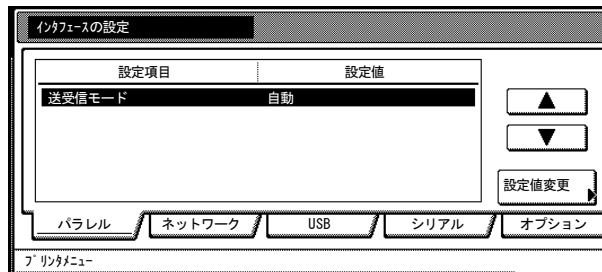 ｲﾝﾀﾌｪｰｽの設定
設定項目 設定値
送受信モード 自動
設定値変更
パラレル ネットワーク USB シリアル オプション
ﾌﾟﾘﾝﾀﾒﾆｭｰ